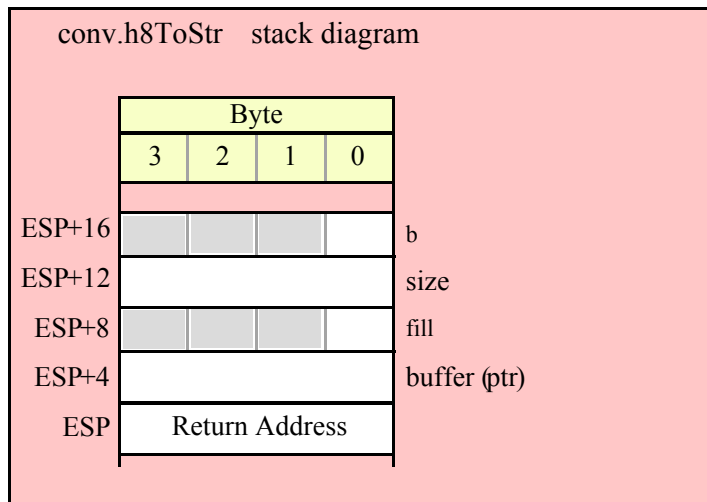 conv.h8ToStr stack diagram
Byte
3 2 1 0
ESP+16 b
ESP+12 size
ESP+8 fill
ESP+4 buffer (ptr)
ESP Return Address